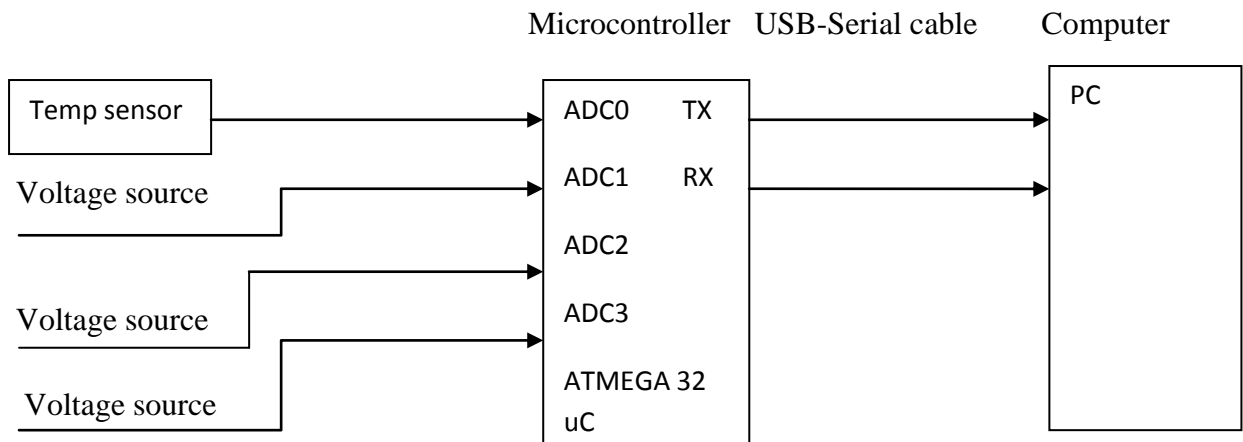 Microcontroller USB-Serial cable Computer
Temp sensor
Voltage source
Voltage source
Voltage source
ADC0 TX
ADC1 RX
ADC2
ADC3
ATMEGA 32
uC
PC